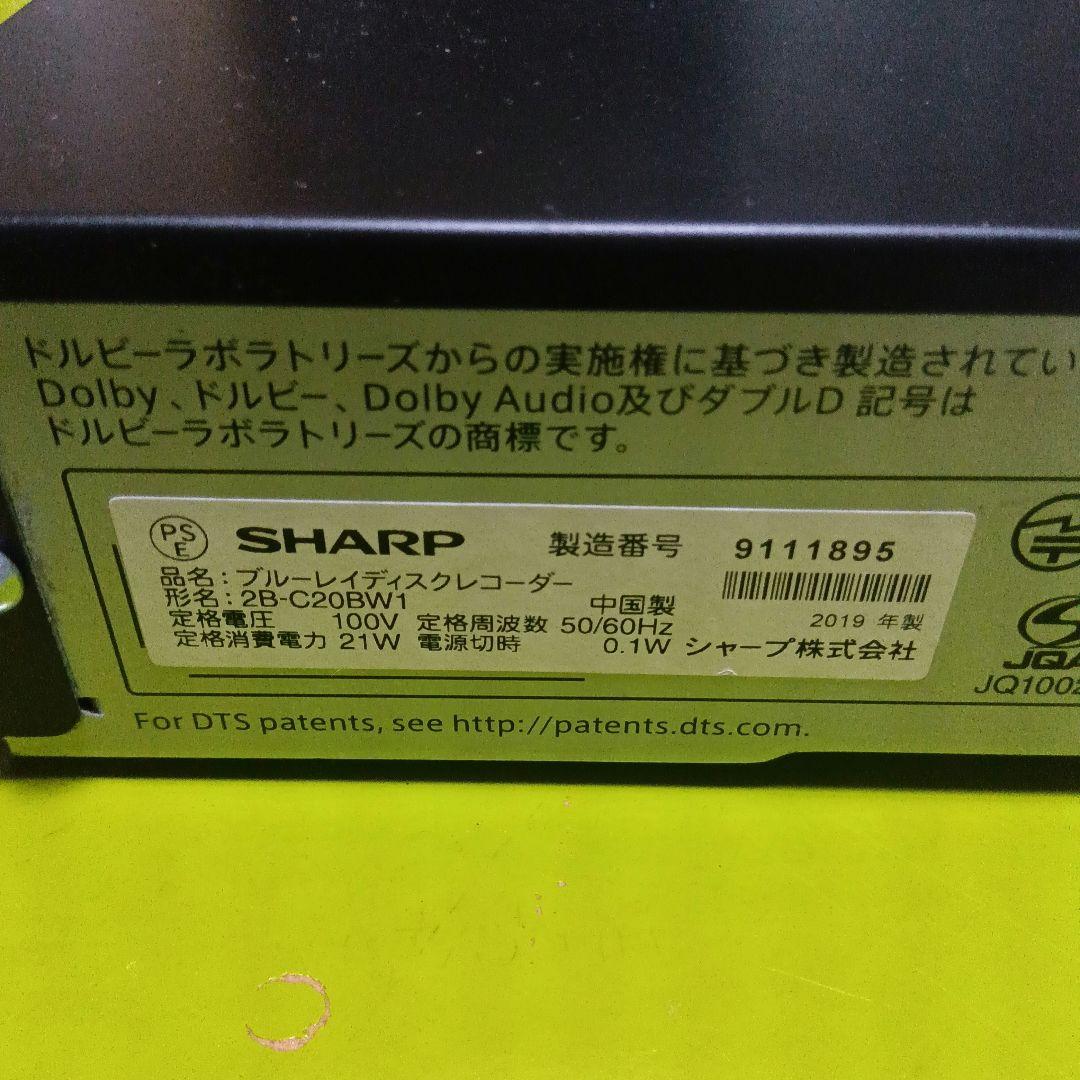 ドルビーラボラトリーズからの実施権に基づき製造されてい
Dolby、ドルビー、Dolby Audio及びダブルD 記号は
ドルビーラボラトリーズの商標です。
PS
E
SHARP 製造番号 9111895
品名:ブルーレイディスクレコーダー
形名:2B-C20BW1 中国製
定格電圧 100V 定格周波数 50/60Hz 2019 年製
定格消費電力 21W 電源切時 0.1W シャープ株式会社
JQA
JQ1002
For DTS patents, see http://patents.dts.com.